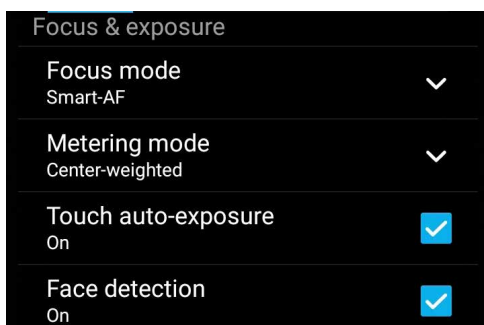 Focus & exposure
Focus mode
Smart-AF
Metering mode
Center-weighted
Touch auto-exposure
On
Face detection
On